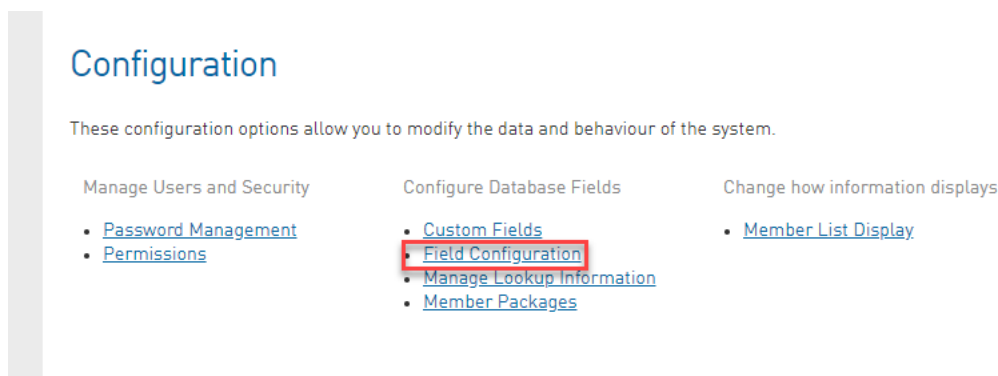 Configuration
These configuration options allow you to modify the data and behaviour of the system.
Manage Users and Security
Password Management
Permissions
Configure Database Fields
Custom Fields
Field Configuration
Manage Lookup Information
Member Packages
Change how information displays
Member List Display